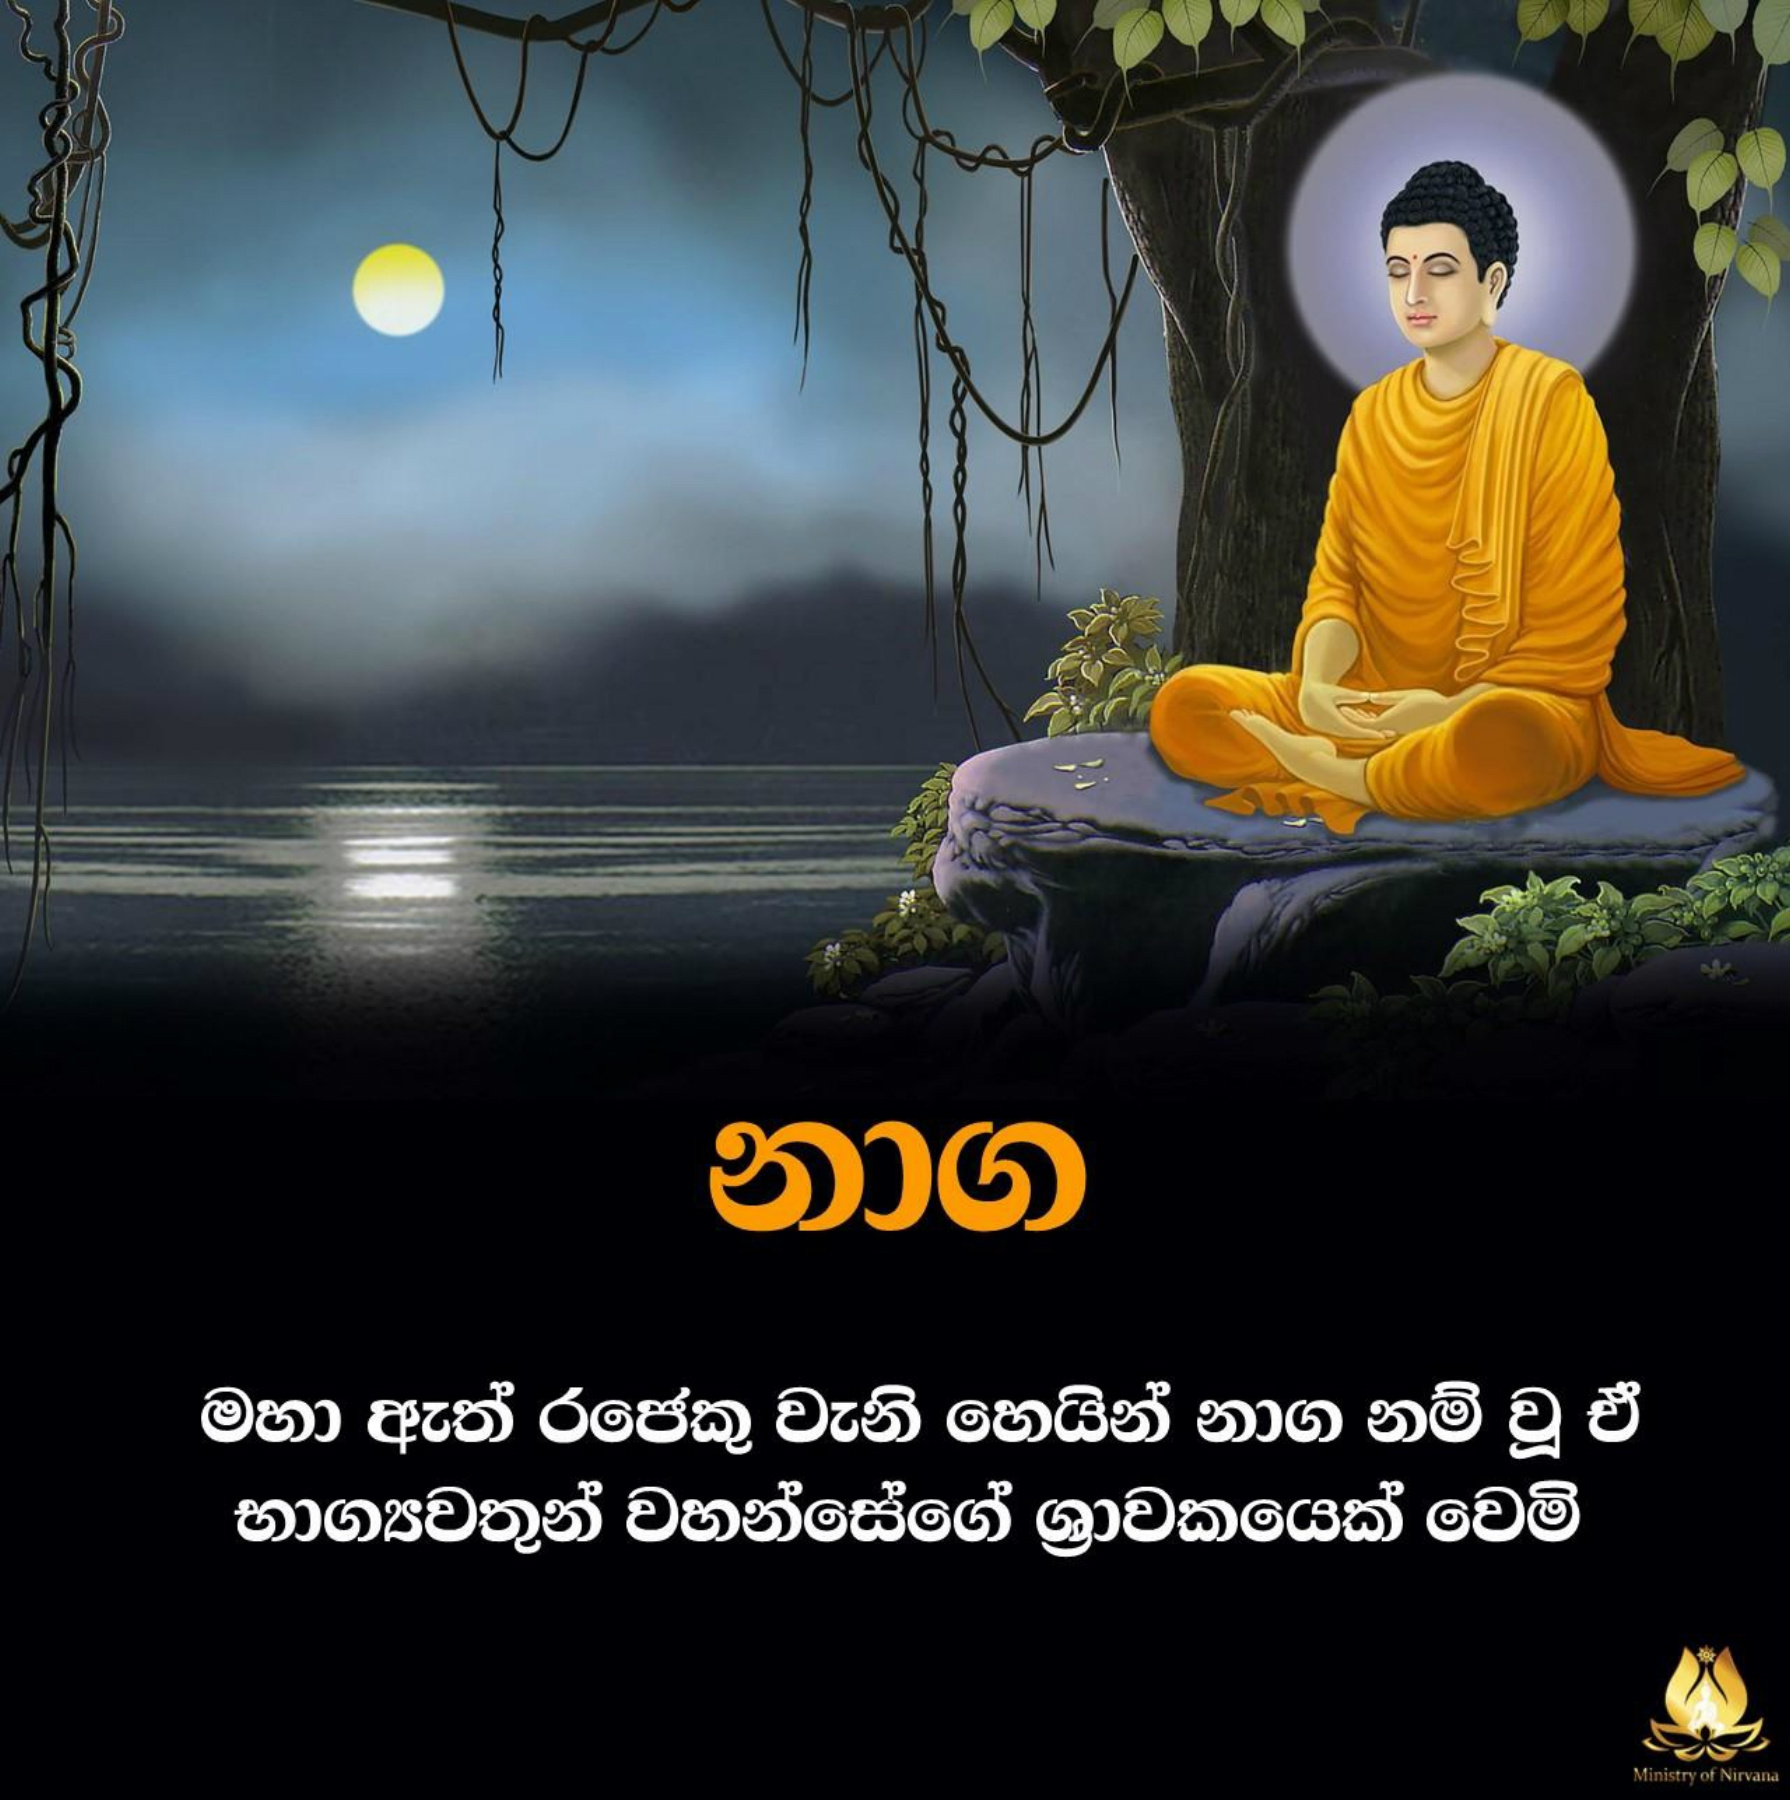 නාග
මහා ඇත් රජෙකු වැනි හෙයින් නාග නම් වූ ඒ
භාග්‍යවතුන් වහන්සේගේ ශ්‍රාවකයෙක් වෙමි
Ministry of Nirvana